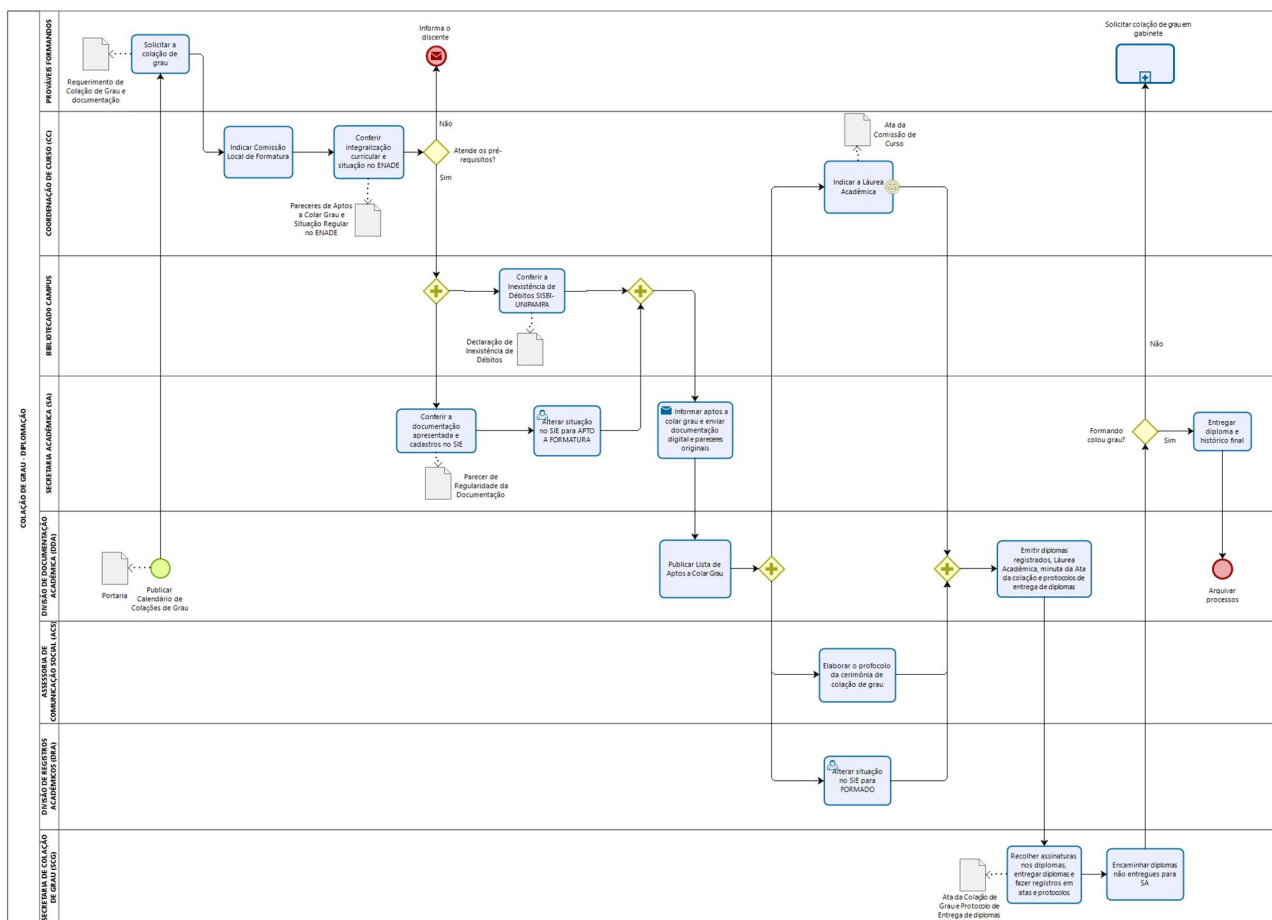 COLAÇÃO DE GRAU - DIPLOMAÇÃO
PROVÁVEIS FORMANDOS
Solicitar a
colação de
grau
Requerimento de
Colação de Grau e
documentação
Informa o
discente
Solicitar colação de grau em
gabinete
COORDENAÇÃO DE CURSO (CC)
Indicar Comissão
Local de Formatura
Conferir
integralização
curricular e
situação no ENADE
Pareceres de Aptos
a Colar Grau e
Situação Regular
no ENADE
Não
Atende os pré-
requisitos?
Sim
Ata da
Comissão de
Curso
Indicar a Láurea
Acadêmica
BIBLIOTECADO CAMPUS
Conferir a
Inexistência de
Débitos SISBI-
UNIPAMPA
Declaração de
Inexistência de
Débitos
Não
SECRETARIA ACADÊMICA (SA)
Conferir a
documentação
apresentada e
cadastros no SIE
Parecer de
Regularidade da
Documentação
Alterar situação
no SIE para APTO
A FORMATURA
Informar aptos a
colar grau e enviar
documentação
digital e pareceres
originais
Formando
colou grau?
Sim
Entregar
diploma e
histórico final
DIVISÃO DE DOCUMENTAÇÃO
ACADÊMICA (DDA)
Portaria
Publicar
Calendário de
Colações de Grau
Publicar Lista de
Aptos a Colar Grau
Emitir diplomas
registrados, Láurea
Acadêmica, minuta da Ata
da colação e protocolos de
entrega de diplomas
Arquivar
processos
ASSESSORIA DE
COMUNICAÇÃO SOCIAL (ACS)
Elaborar o profocolo
da cerimônia de
colação de grau
DIVISÃO DE REGISTROS
ACADÊMICOS (DRA)
Alterar situação
no SIE para
FORMADO
SECRETARIA DE COLAÇÃO
DE GRAU (SCG)
Ata da Colação de
Grau e Protocolo de
Entrega de diplomas
Recolher assinaturas
nos diplomas,
entregar diplomas e
fazer registros em
atas e protocolos
Encaminhar diplomas
não entregues para
SA